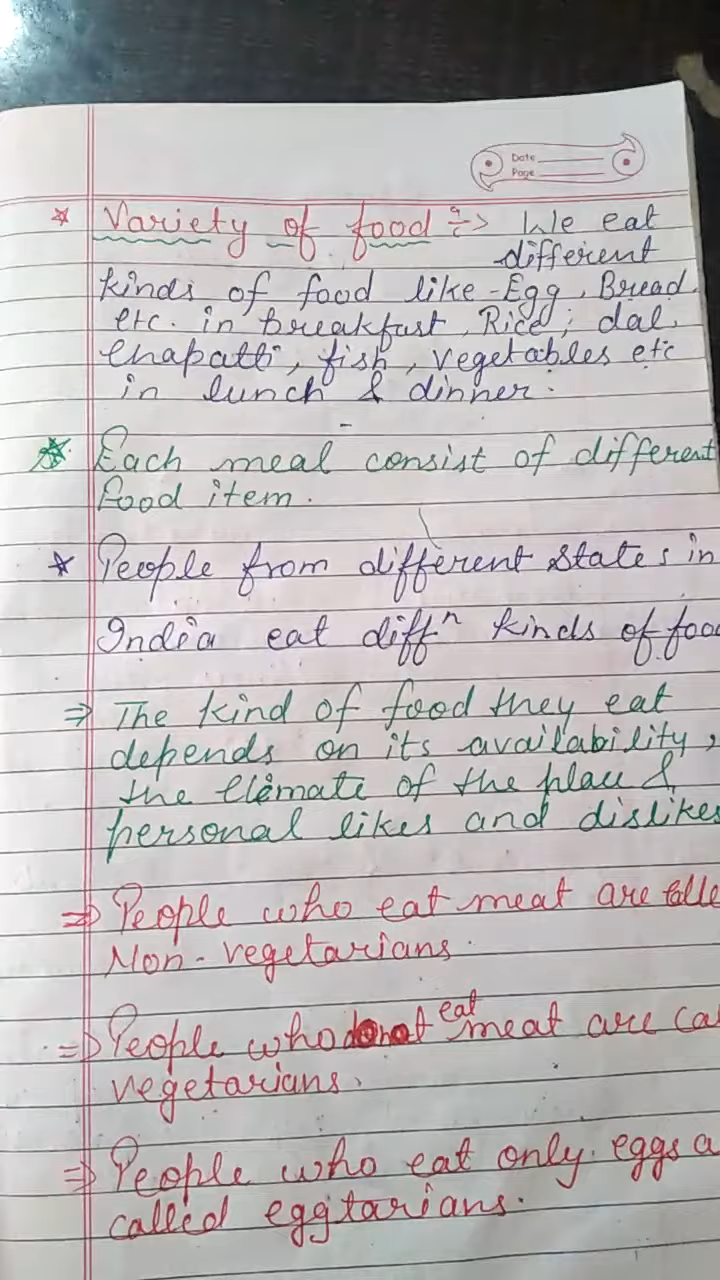 Date
Page
* Variety of food ÷> We eat
different
kinds of food like - Egg, Bread
etc. in breakfast, Rice, dal,
chapatti, fish, vegetables etc
in lunch & dinner.
* Each meal consist of different
food item.
* People from different states in
India eat diffn kinds of foo
⇒ The kind of food they eat
depends on its availability,
the climate of the place &
personal likes and dislikes
⇒ People who eat meat are calle
Non-vegetarians.
⇒ People who donot eat meat are ca
vegetarians.
⇒ People who eat only eggs a
called eggtarians.